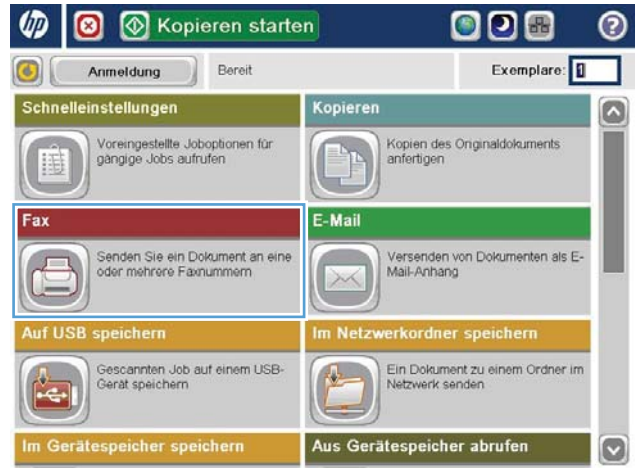 hp
Kopieren starten
?
Anmeldung
Bereit
Exemplare: 1
Schnelleinstellungen
Voreingestellte Joboptionen für
gängige Jobs aufrufen
Kopieren
Kopien des Originaldokuments
anfertigen
Fax
Senden Sie ein Dokument an eine
oder mehrere Faxnummern
E-Mail
Versenden von Dokumenten als E-
Mail-Anhang
Auf USB speichern
Gescannten Job auf einem USB-
Gerät speichern
Im Netzwerkordner speichern
Ein Dokument zu einem Ordner im
Netzwerk senden
Im Gerätespeicher speichern
Aus Gerätespeicher abrufen